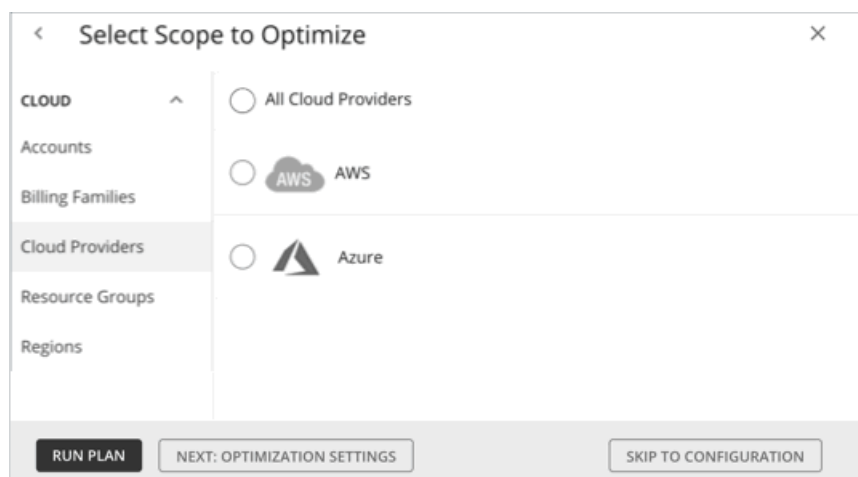 Select Scope to Optimize
CLOUD
Accounts
Billing Families
Cloud Providers
Resource Groups
Regions
All Cloud Providers
AWS AWS
Azure
RUN PLAN
NEXT: OPTIMIZATION SETTINGS
SKIP TO CONFIGURATION